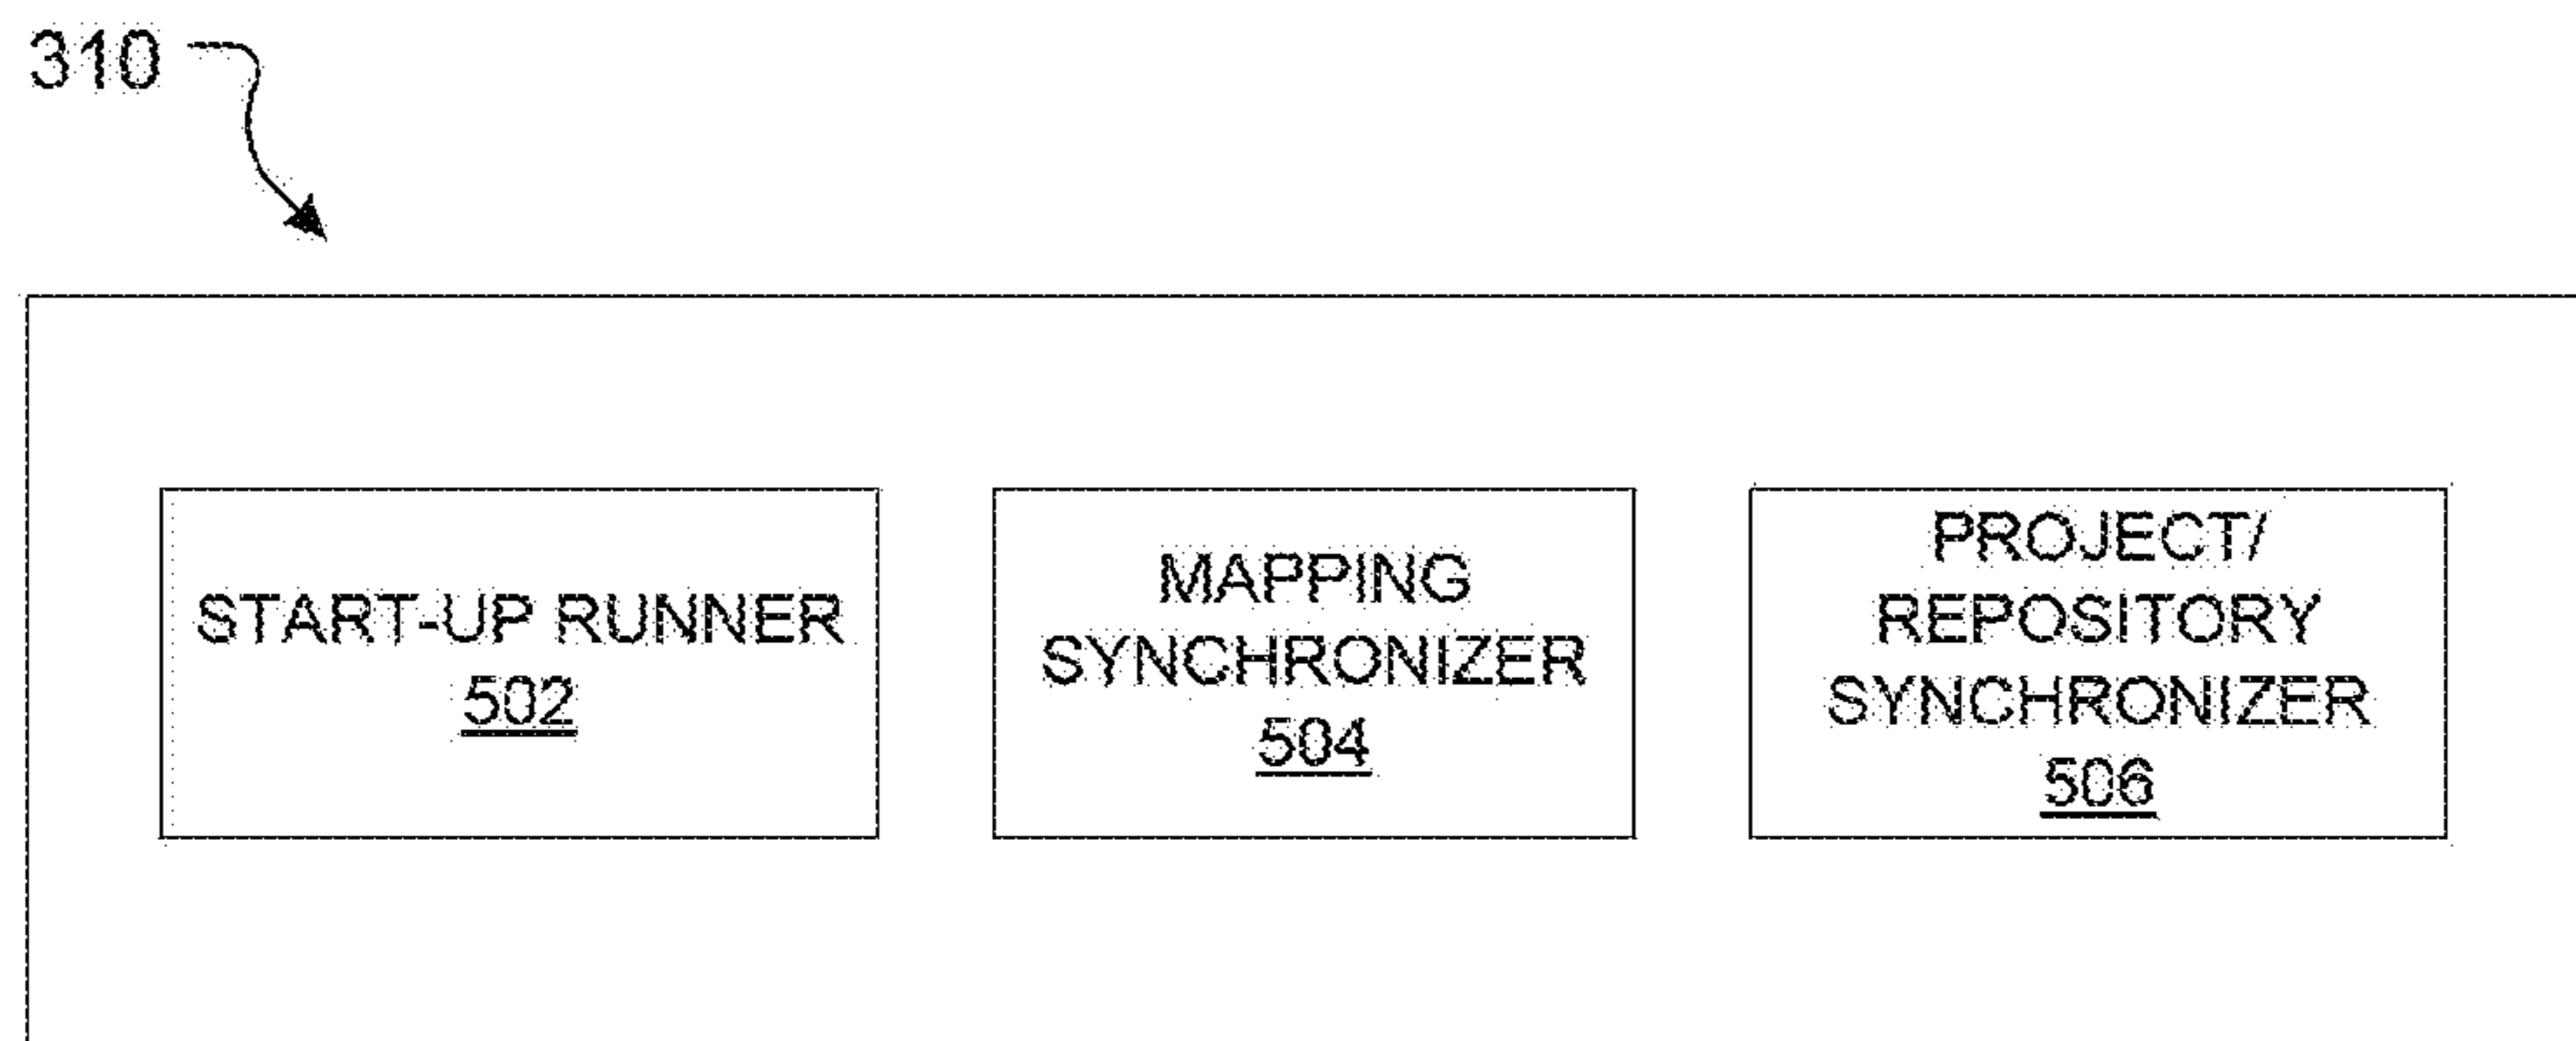 310
START-UP RUNNER
502
MAPPING
SYNCHRONIZER
504
PROJECT/
REPOSITORY
SYNCHRONIZER
506